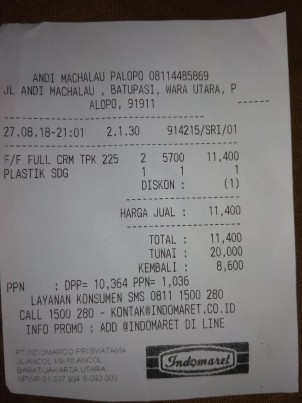 ANDI MACHALAU PALOPO 08114485869
JL ANDI MACHALAU , BATUPASI, WARA UTARA, P
ALOPO, 91911
27.08.18-21:01 2.1.30 914215/SRI/01
F/F FULL CRM TPK 225 2 5700 11,400
PLASTIK SDG 1 1 1
DISKON : (1)
HARGA JUAL : 11,400
TOTAL : 11,400
TUNAI : 20,000
KEMBALI : 8,600
PPN : DPP= 10,364 PPN= 1,036
LAYANAN KONSUMEN SMS 0811 1500 280
CALL 1500 280 - KONTAK@INDOMARET.CO.ID
INFO PROMO : ADD @INDOMARET DI LINE
PT.INDOMARCO PRISMATAMA
JL.ANCOL I/9-10,ANCOL
BARAT-JAKARTA UTARA
NPWP:01.337.994.6-092.000
Indomaret